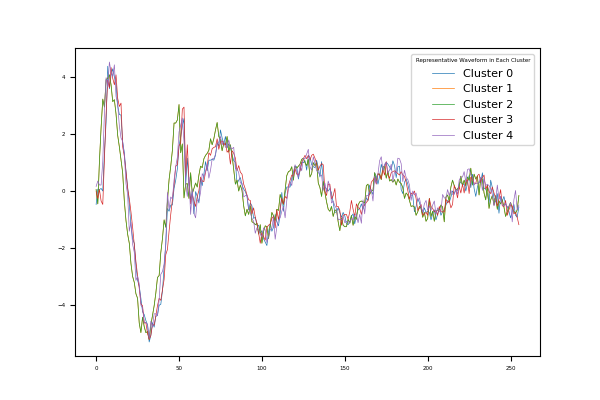 Representative Waveform in Each Cluster
Cluster 0
Cluster 1
Cluster 2
Cluster 3
Cluster 4
4
2
0
−2
−4
0 50 100 150 200 250